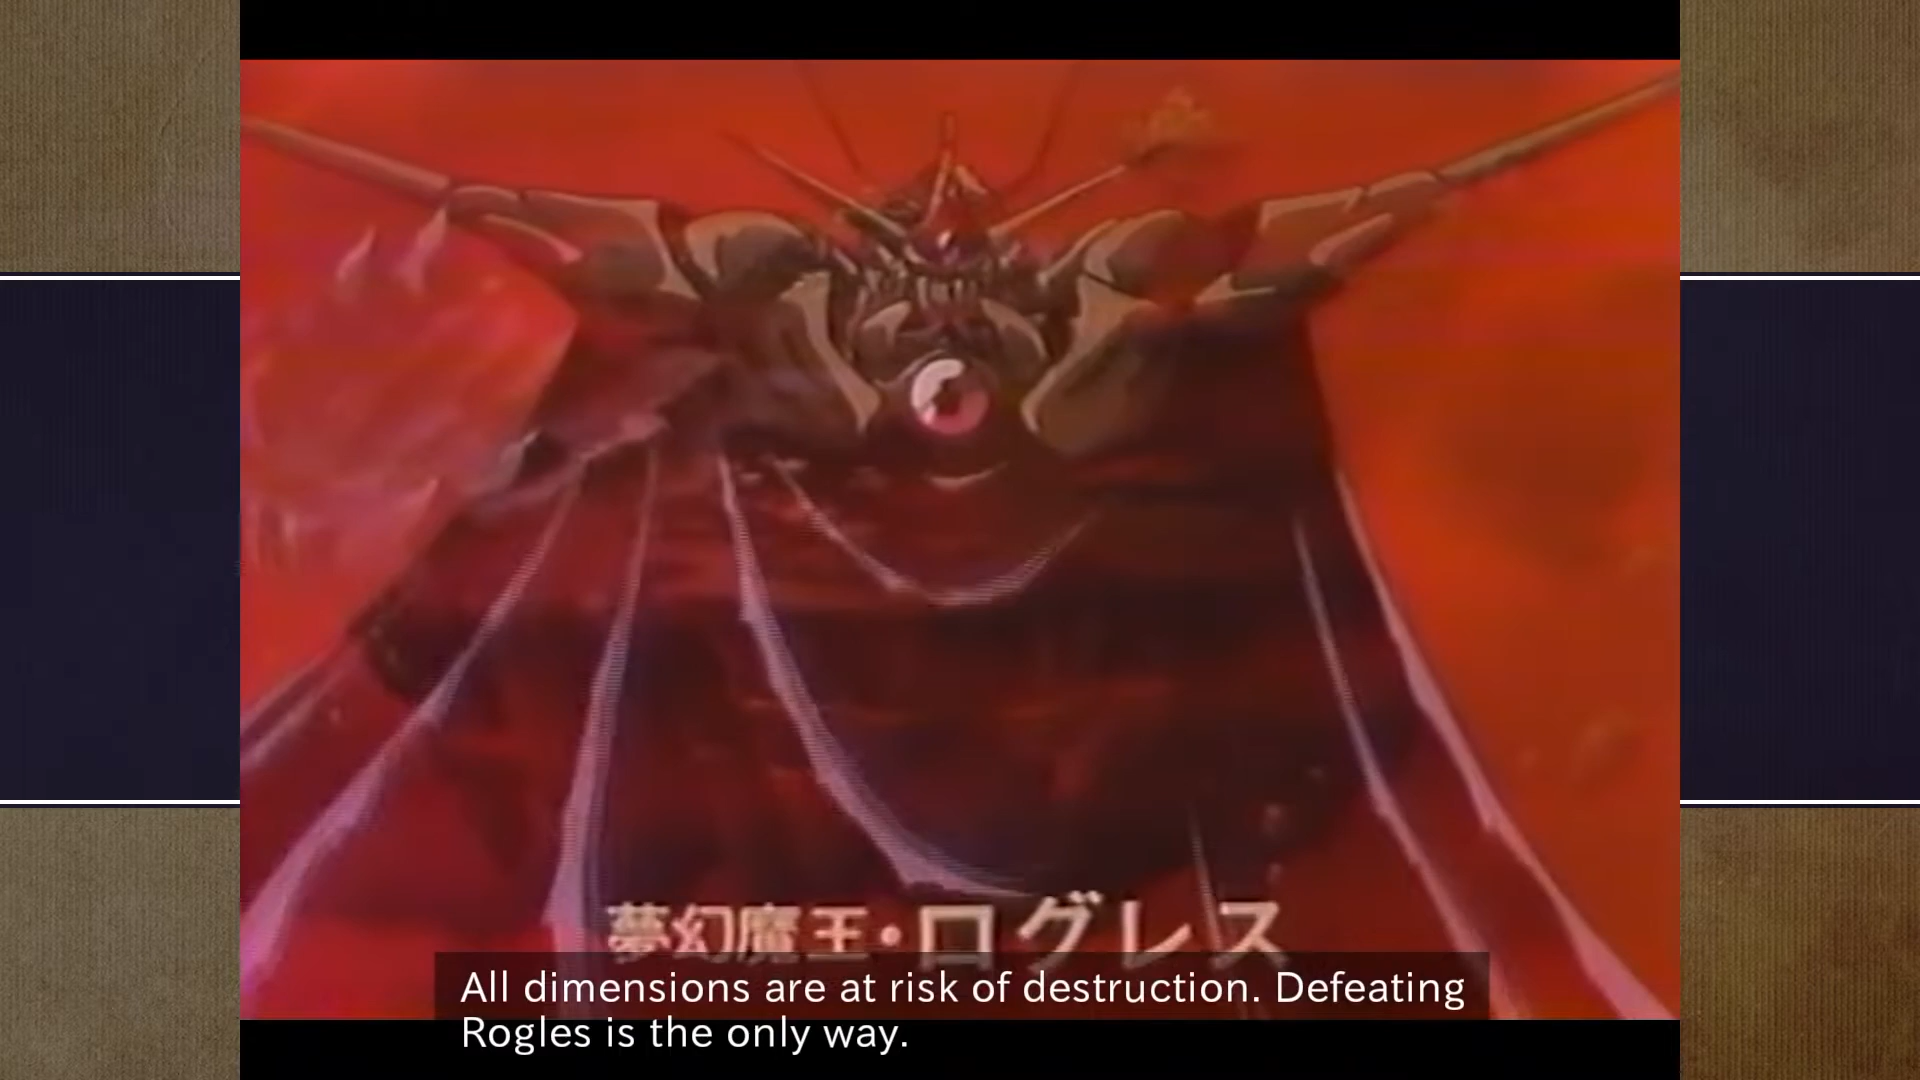 夢幻魔王・ログレス
All dimensions are at risk of destruction. Defeating
Rogles is the only way.